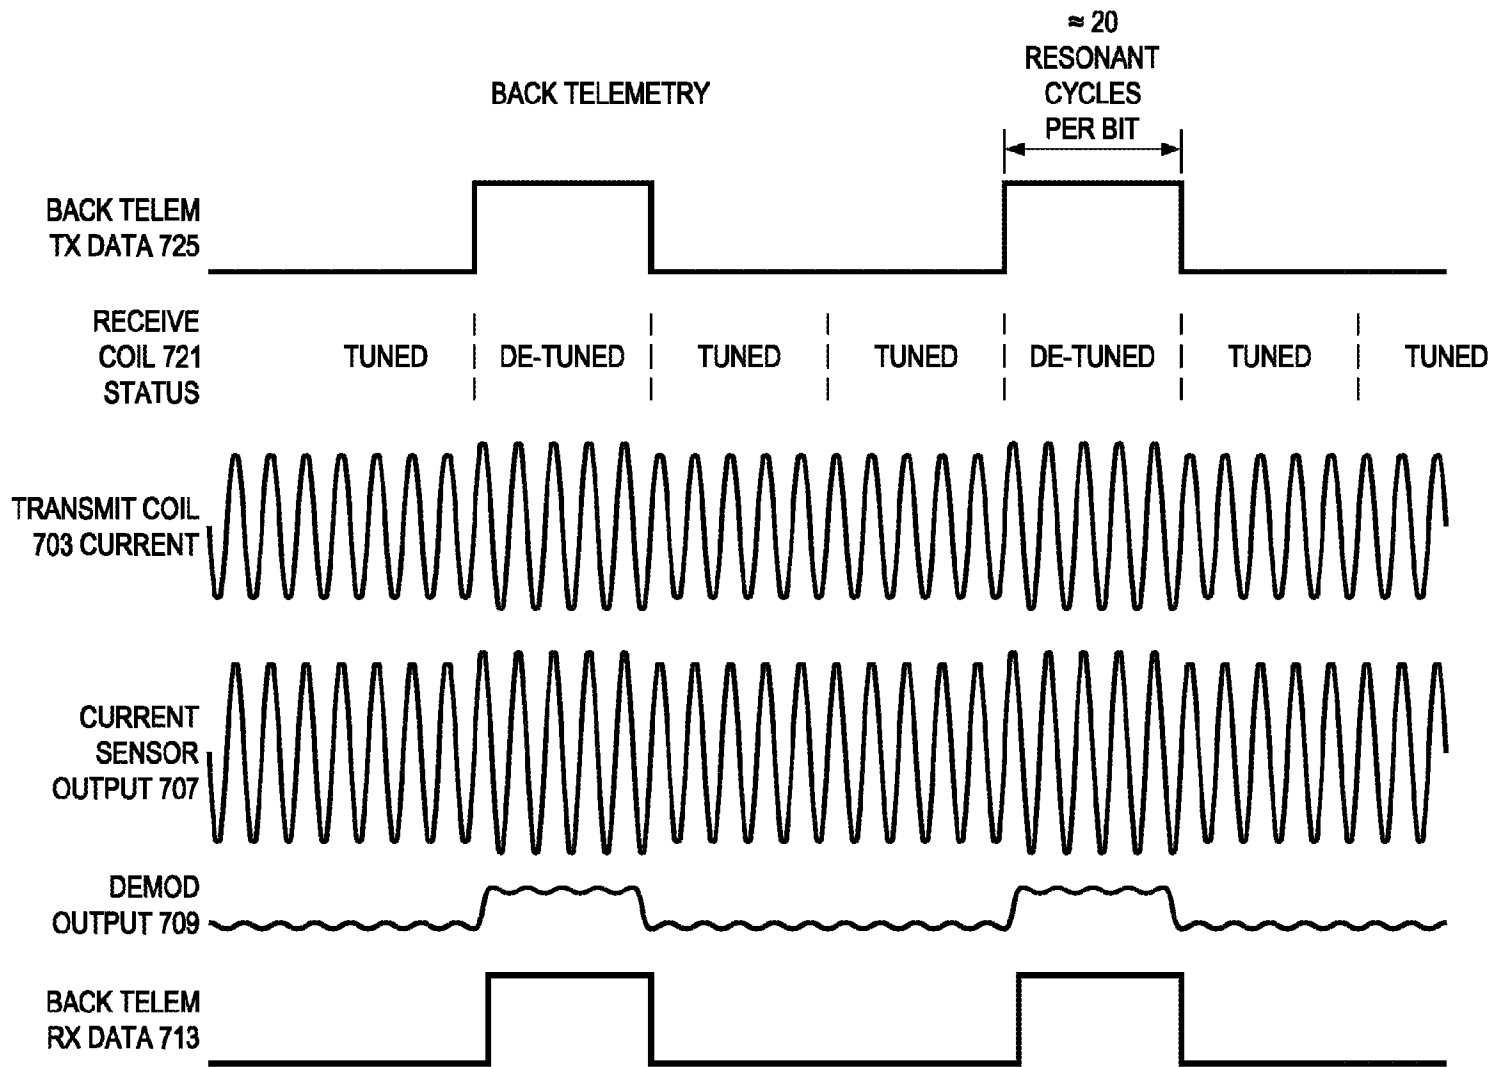 ≈ 20
RESONANT
CYCLES
PER BIT
BACK TELEMETRY
BACK TELEM
TX DATA 725
RECEIVE
COIL 721
STATUS
TUNED
DE-TUNED
TUNED
TUNED
DE-TUNED
TUNED
TUNED
TRANSMIT COIL
703 CURRENT
CURRENT
SENSOR
OUTPUT 707
DEMOD
OUTPUT 709
BACK TELEM
RX DATA 713